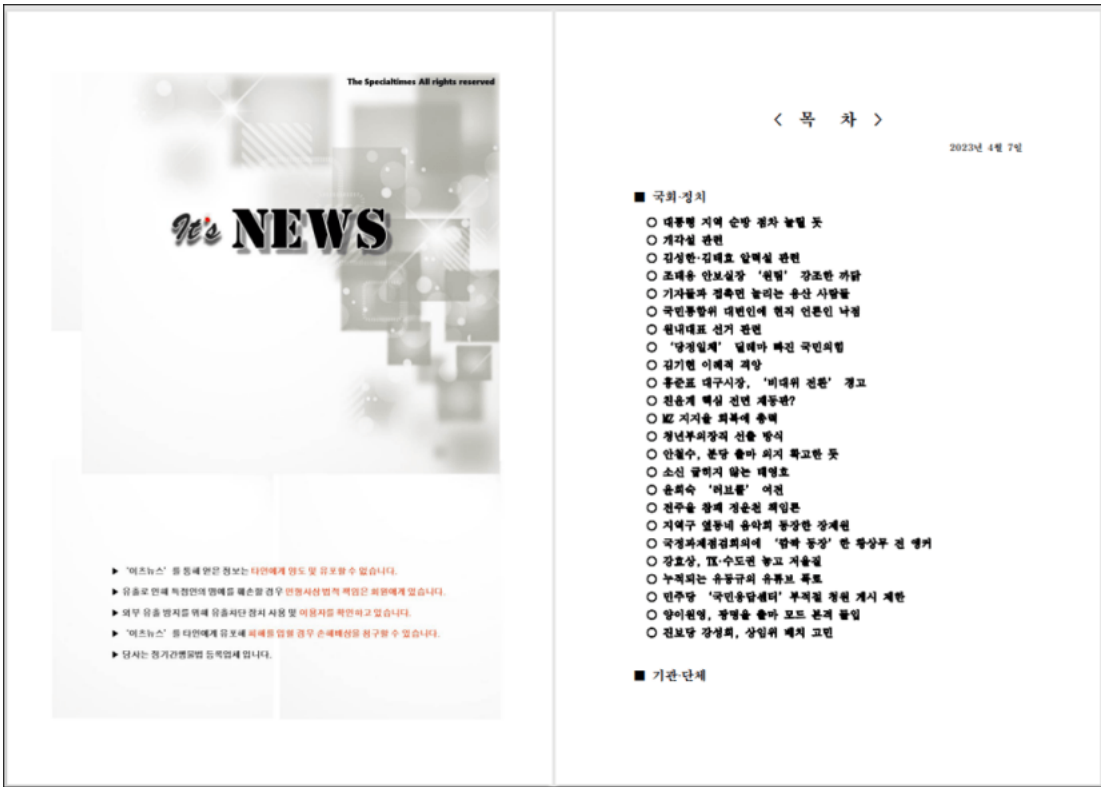 The Specialtimes All rights reserved
It's NEWS
▶ '이츠뉴스' 를 통해 얻은 정보는 타인에게 양도 및 유포할 수 없습니다.
▶ 유출로 인해 특정인의 명예를 훼손할 경우 민형사상 법적 책임은 회원에게 있습니다.
▶ 외부 유출 방지를 위해 유출차단 장치 사용 및 이용자를 확인하고 있습니다.
▶ '이츠뉴스' 를 타인에게 유포해 피해를 입힐 경우 손해배상을 청구할 수 있습니다.
▶ 당사는 정기간행물법 등록업체 입니다.
< 목 차 >
2023년 4월 7일
■ 국회·정치
○ 대통령 지역 순방 점차 늘릴 듯
○ 개각설 관련
○ 김성한·김태효 알력설 관련
○ 조태용 안보실장 '원팀' 강조한 까닭
○ 기자들과 접촉면 늘리는 용산 사람들
○ 국민통합위 대변인에 현직 언론인 낙점
○ 원내대표 선거 관련
○ '당정일체' 딜레마 빠진 국민의힘
○ 김기현 이례적 격앙
○ 홍준표 대구시장, '비대위 전환' 경고
○ 친윤계 핵심 전면 재등판?
○ MZ 지지율 회복에 총력
○ 청년부의장직 선출 방식
○ 안철수, 분당 출마 의지 확고한 듯
○ 소신 굽히지 않는 태영호
○ 윤희숙 '러브콜' 여전
○ 전주을 참패 정운천 책임론
○ 지역구 옆동네 음악회 등장한 장제원
○ 국정과제점검회의에 '깜짝 등장' 한 황상무 전 앵커
○ 강효상, TK·수도권 놓고 저울질
○ 누적되는 유동규의 유튜브 폭로
○ 민주당 '국민응답센터' 부적절 청원 게시 제한
○ 양이원영, 광명을 출마 모드 본격 돌입
○ 진보당 강성희, 상임위 배치 고민
■ 기관·단체